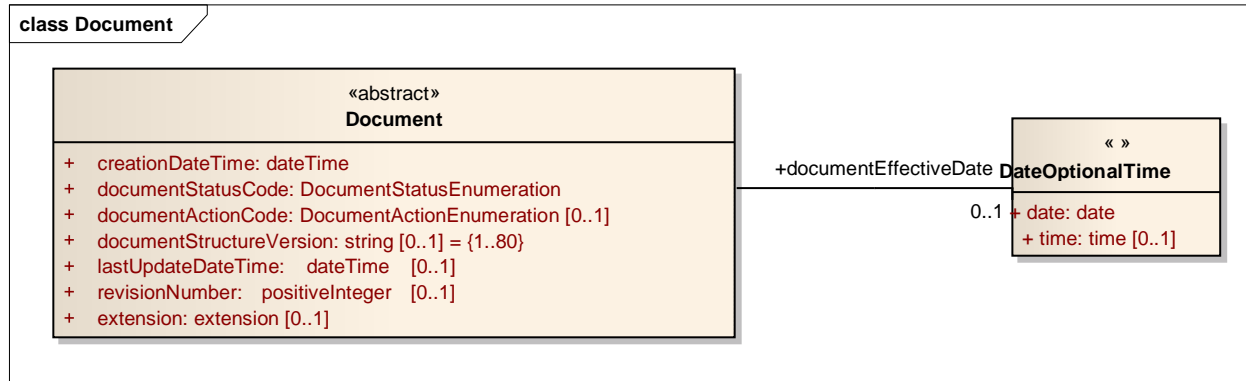 class Document
«abstract»
Document
+ creationDateTime: dateTime
+ documentStatusCode: DocumentStatusEnumeration
+ documentActionCode: DocumentActionEnumeration [0..1]
+ documentStructureVersion: string [0..1] = {1..80}
+ lastUpdateDateTime: dateTime [0..1]
+ revisionNumber: positiveInteger [0..1]
+ extension: extension [0..1]
+documentEffectiveDate
0..1
« »
DateOptionalTime
+ date: date
+ time: time [0..1]